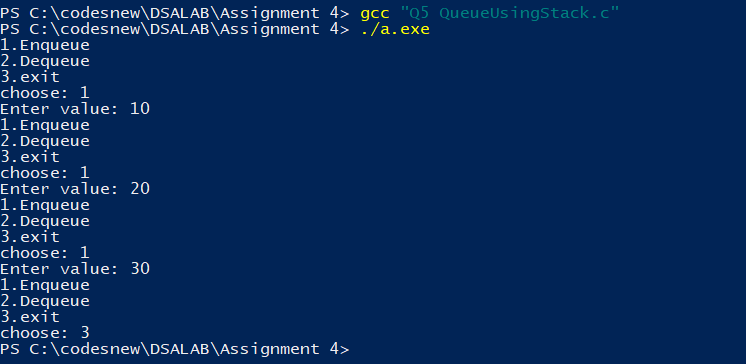 PS C:\codesnew\DSALAB\Assignment 4> gcc "Q5 QueueUsingStack.c"
PS C:\codesnew\DSALAB\Assignment 4> ./a.exe
1.Enqueue
2.Dequeue
3.exit
choose: 1
Enter value: 10
1.Enqueue
2.Dequeue
3.exit
choose: 1
Enter value: 20
1.Enqueue
2.Dequeue
3.exit
choose: 1
Enter value: 30
1.Enqueue
2.Dequeue
3.exit
choose: 3
PS C:\codesnew\DSALAB\Assignment 4>